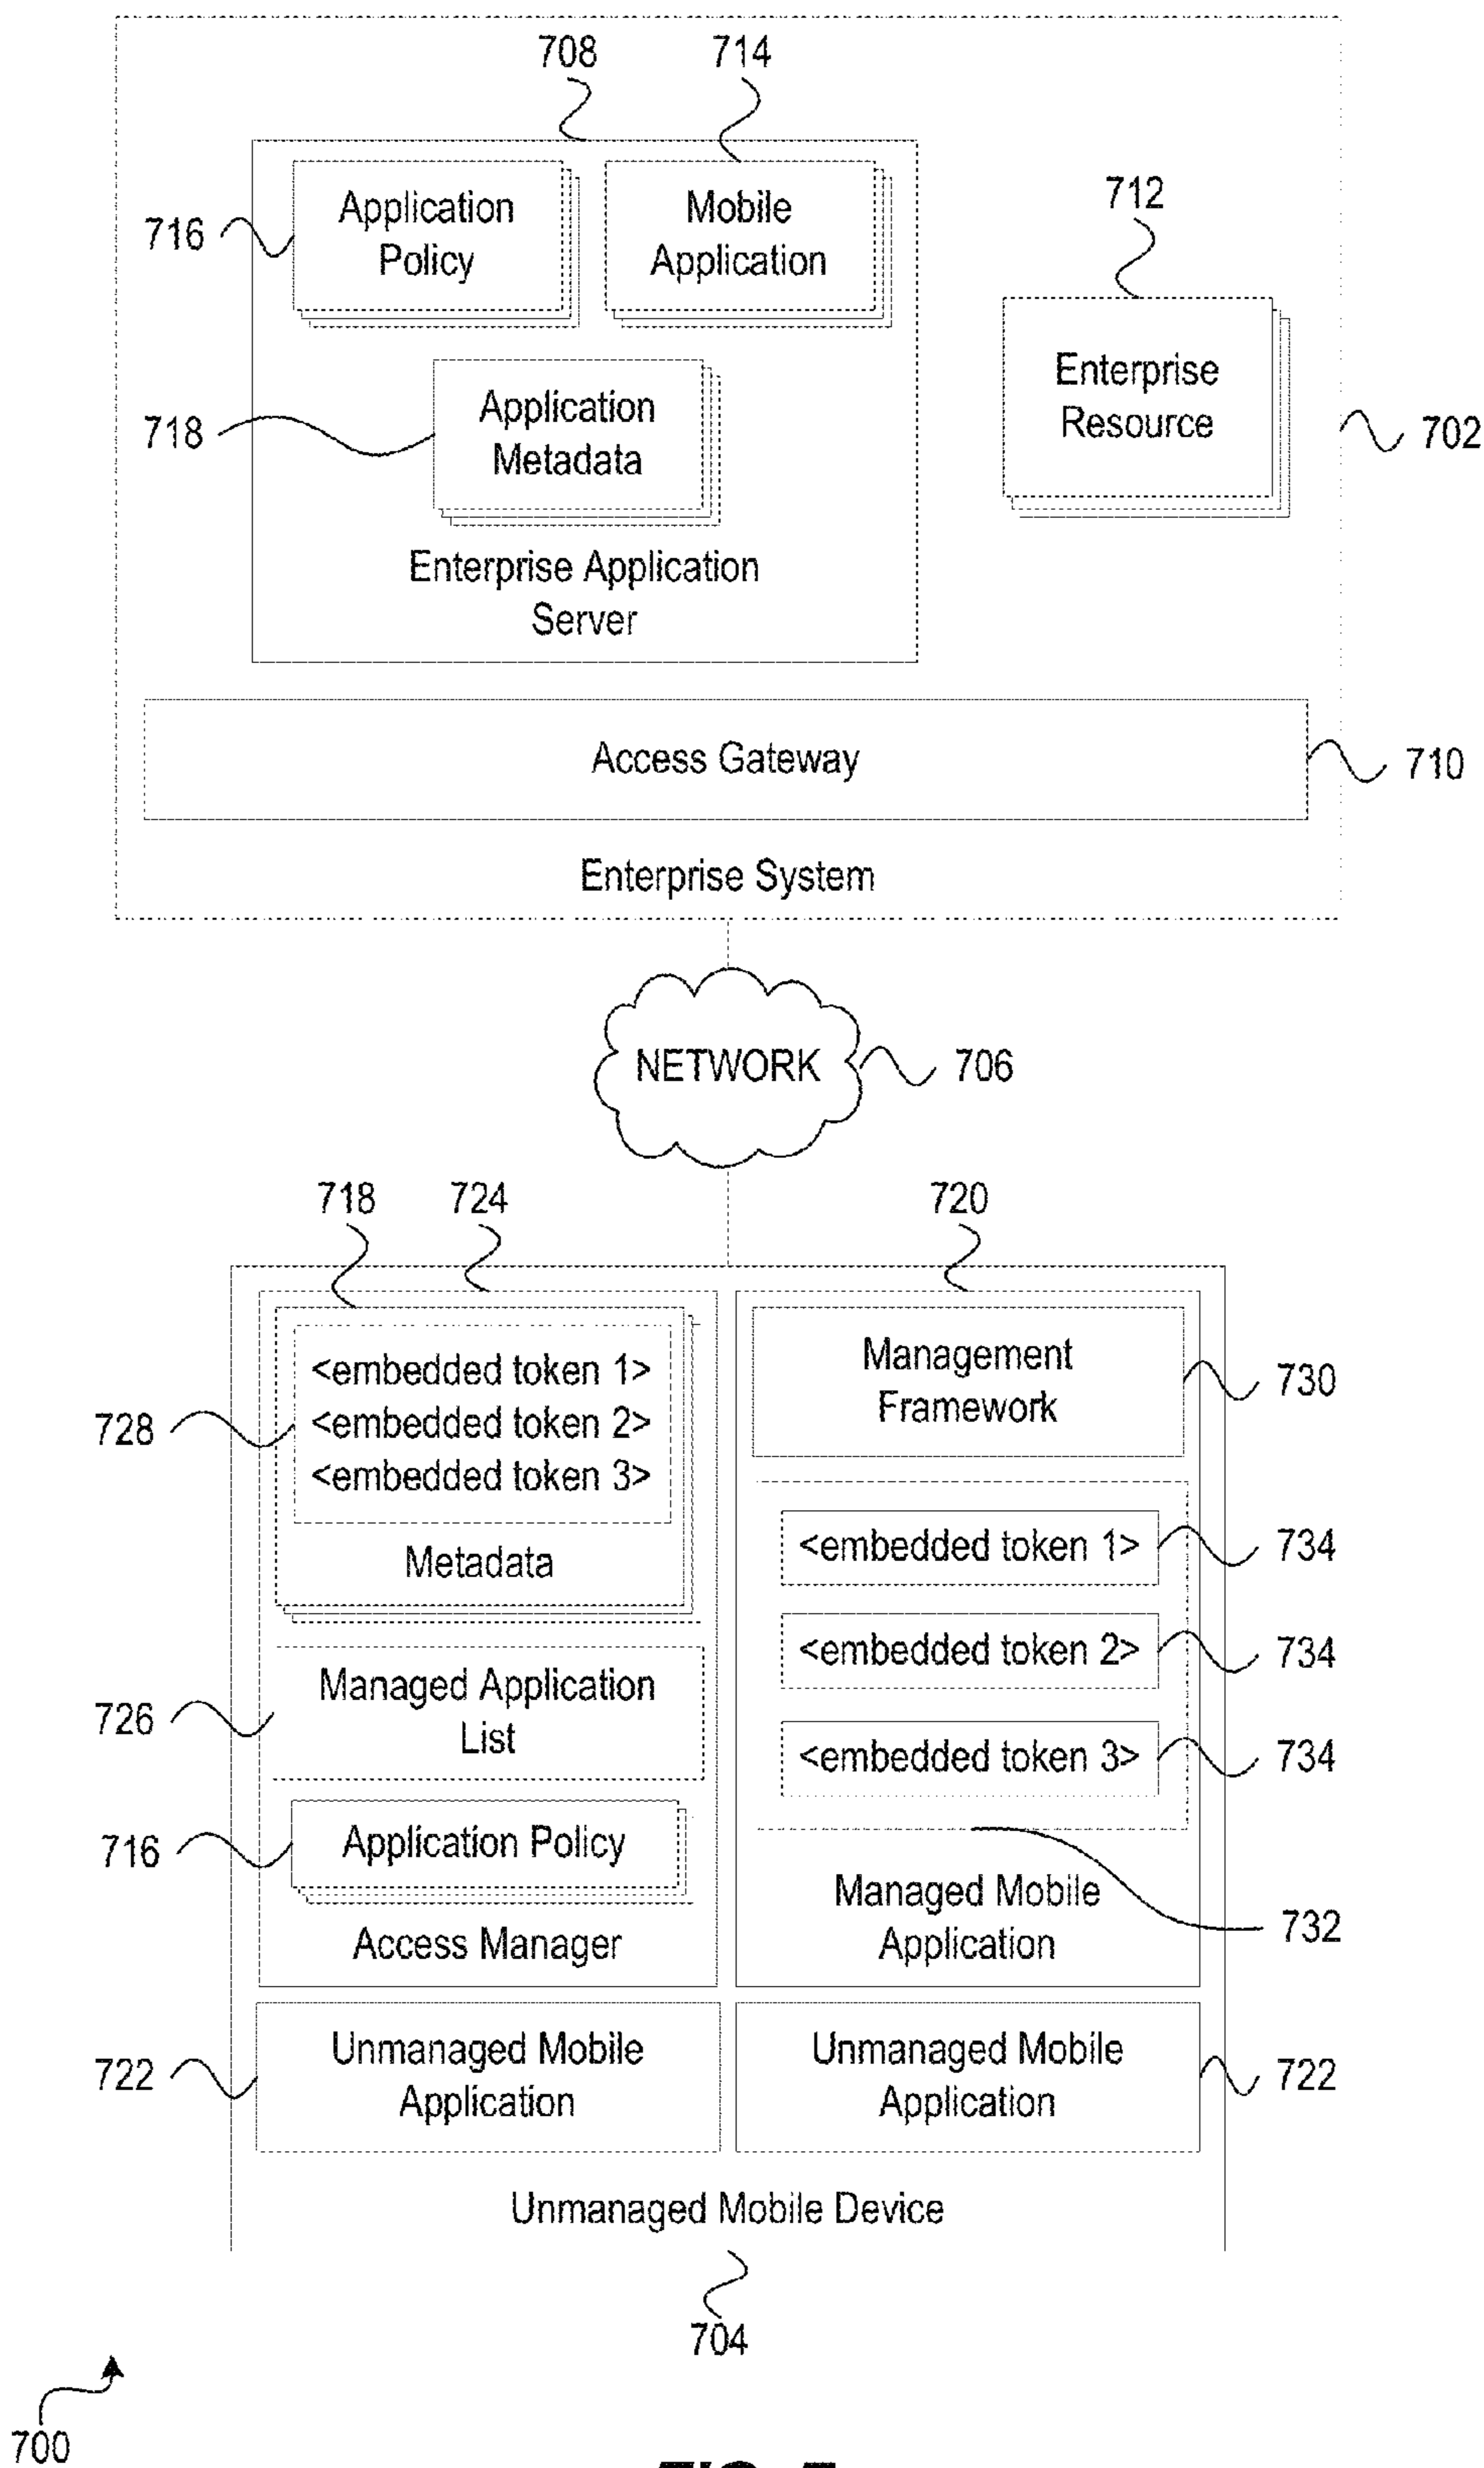 708
714
Application
Policy
Mobile
Application
716
712
Enterprise
Resource
Application
Metadata
718
702
Enterprise Application
Server
Access Gateway
710
Enterprise System
NETWORK
706
718
724
720
<embedded token 1>
<embedded token 2>
<embedded token 3>
728
Metadata
Management
Framework
730
<embedded token 1>
734
<embedded token 2>
734
<embedded token 3>
734
Managed Application
List
726
Application Policy
716
Access Manager
Managed Mobile
Application
732
Unmanaged Mobile
Application
722
Unmanaged Mobile
Application
722
Unmanaged Mobile Device
704
700